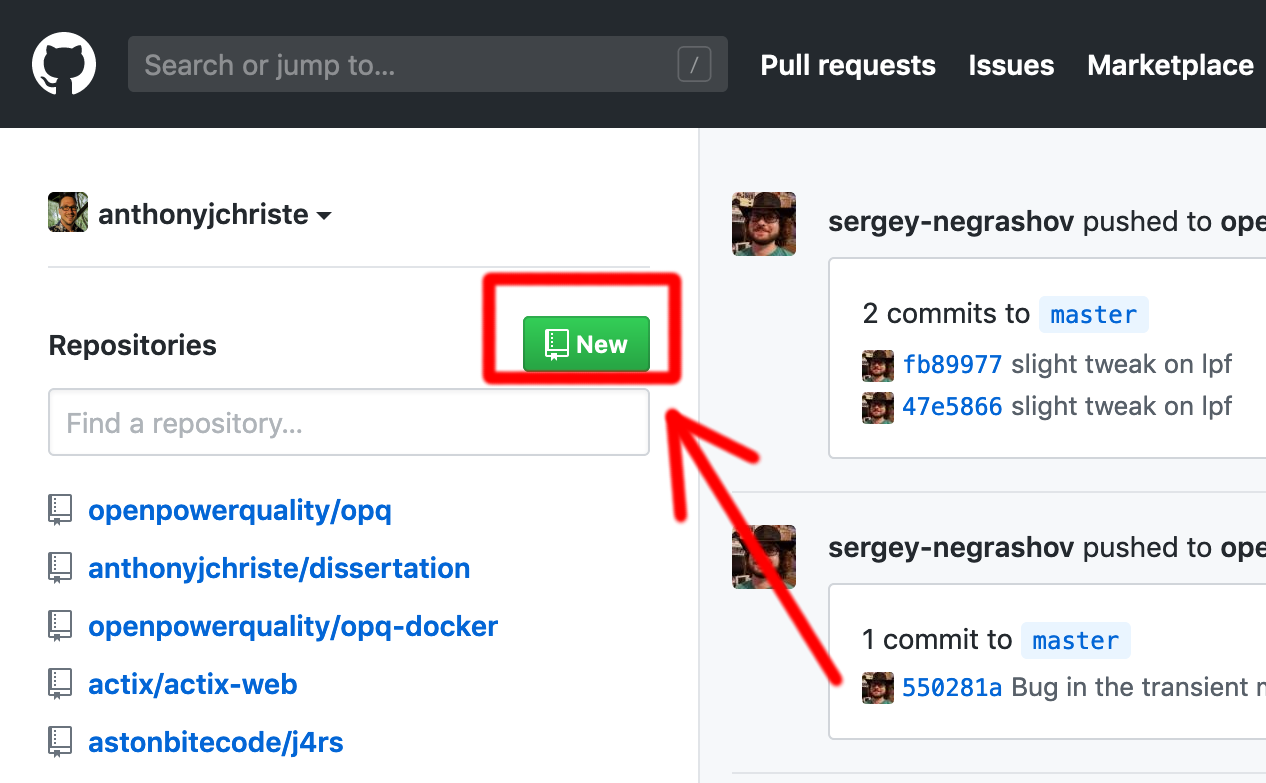 Search or jump to... /
Pull requests Issues Marketplace
anthonyjchriste
Repositories
New
Find a repository...
openpowerquality/opq
anthonyjchriste/dissertation
openpowerquality/opq-docker
actix/actix-web
astonbitecode/j4rs
sergey-negrashov pushed to ope
2 commits to master
fb89977 slight tweak on lpf
47e5866 slight tweak on lpf
sergey-negrashov pushed to ope
1 commit to master
550281a Bug in the transient